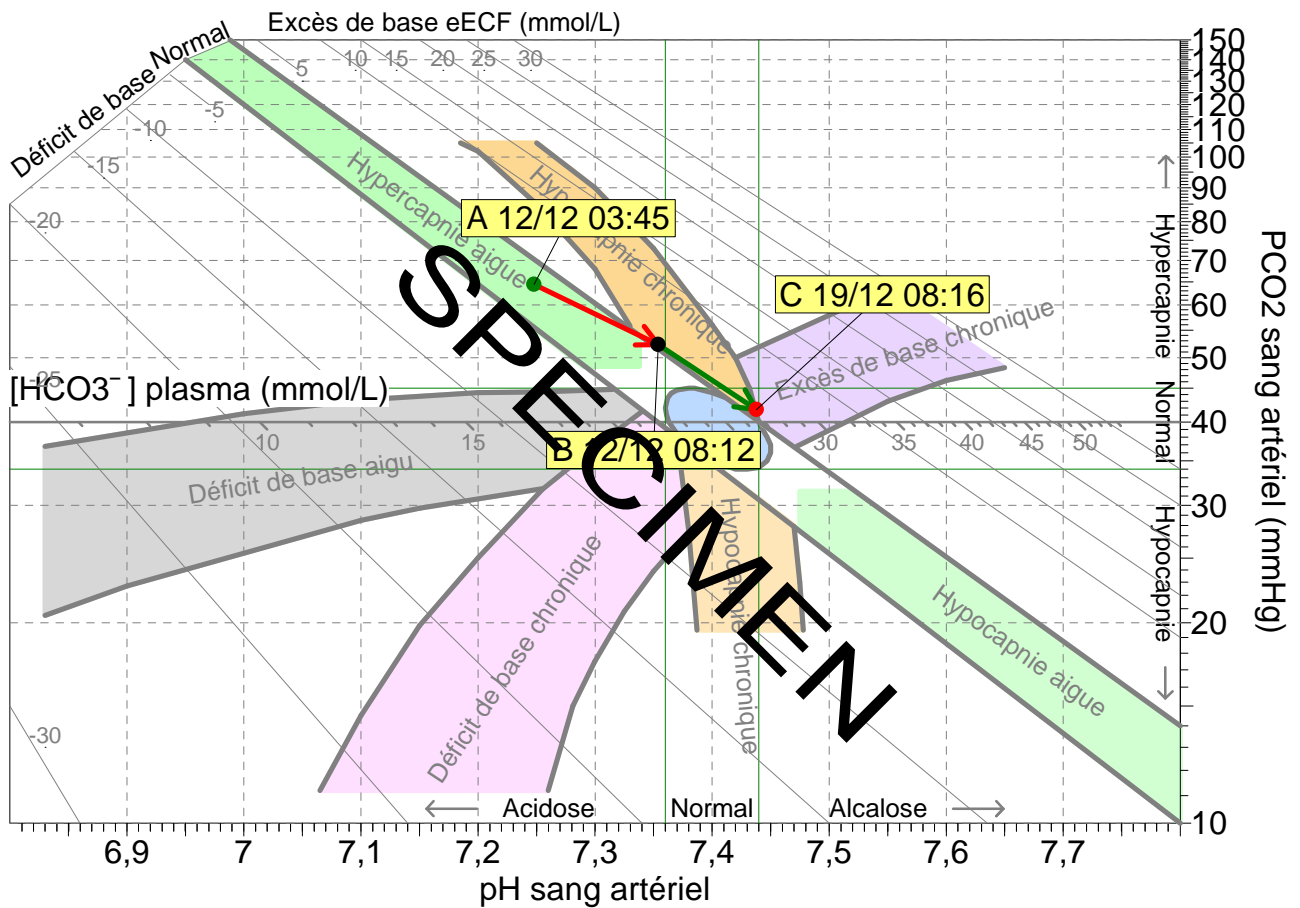 Excès de base eECF (mmol/L)
Normal
Déficit de base
5
10
15
20
25
30
-5
-10
-15
-20
-25
-30
150
140
130
120
110
100
90
80
70
60
50
40
30
20
10
PCO2 sang artériel (mmHg)
Hypercapnie
Normal
Hypocapnie
Hypercapnie aigue
Hypercapnie chronique
A 12/12 03:45
C 19/12 08:16
B 12/12 08:12
Excès de base chronique
[HCO3⁻] plasma (mmol/L)
10
15
30
35
40
45
50
Déficit de base aigu
Déficit de base chronique
Hypocapnie chronique
Hypocapnie aigue
SPECIMEN
Acidose
Normal
Alcalose
6,9
7
7,1
7,2
7,3
7,4
7,5
7,6
7,7
pH sang artériel